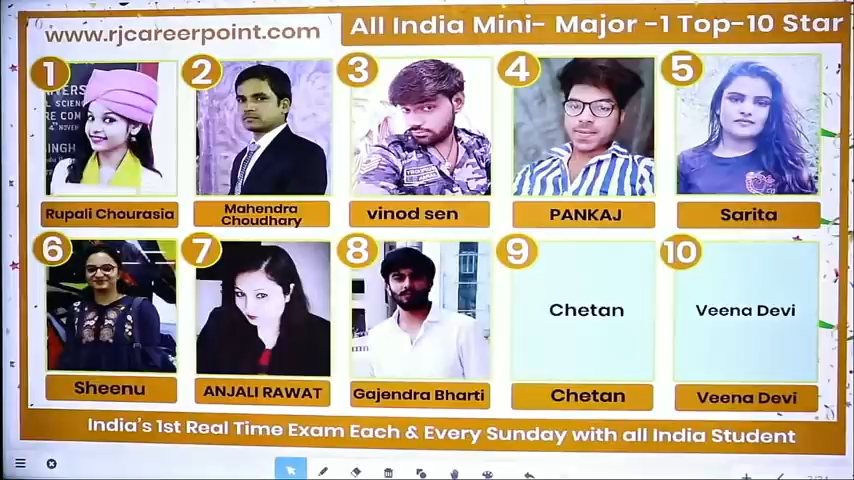 www.rjcareerpoint.com
All India Mini- Major -1 Top-10 Star
1
2
3
4
5
Rupali Chourasia
Mahendra
Choudhary
vinod sen
PANKAJ
Sarita
6
7
8
9
10
Chetan
Veena Devi
Sheenu
ANJALI RAWAT
Gajendra Bharti
Chetan
Veena Devi
India's 1st Real Time Exam Each & Every Sunday with all India Student